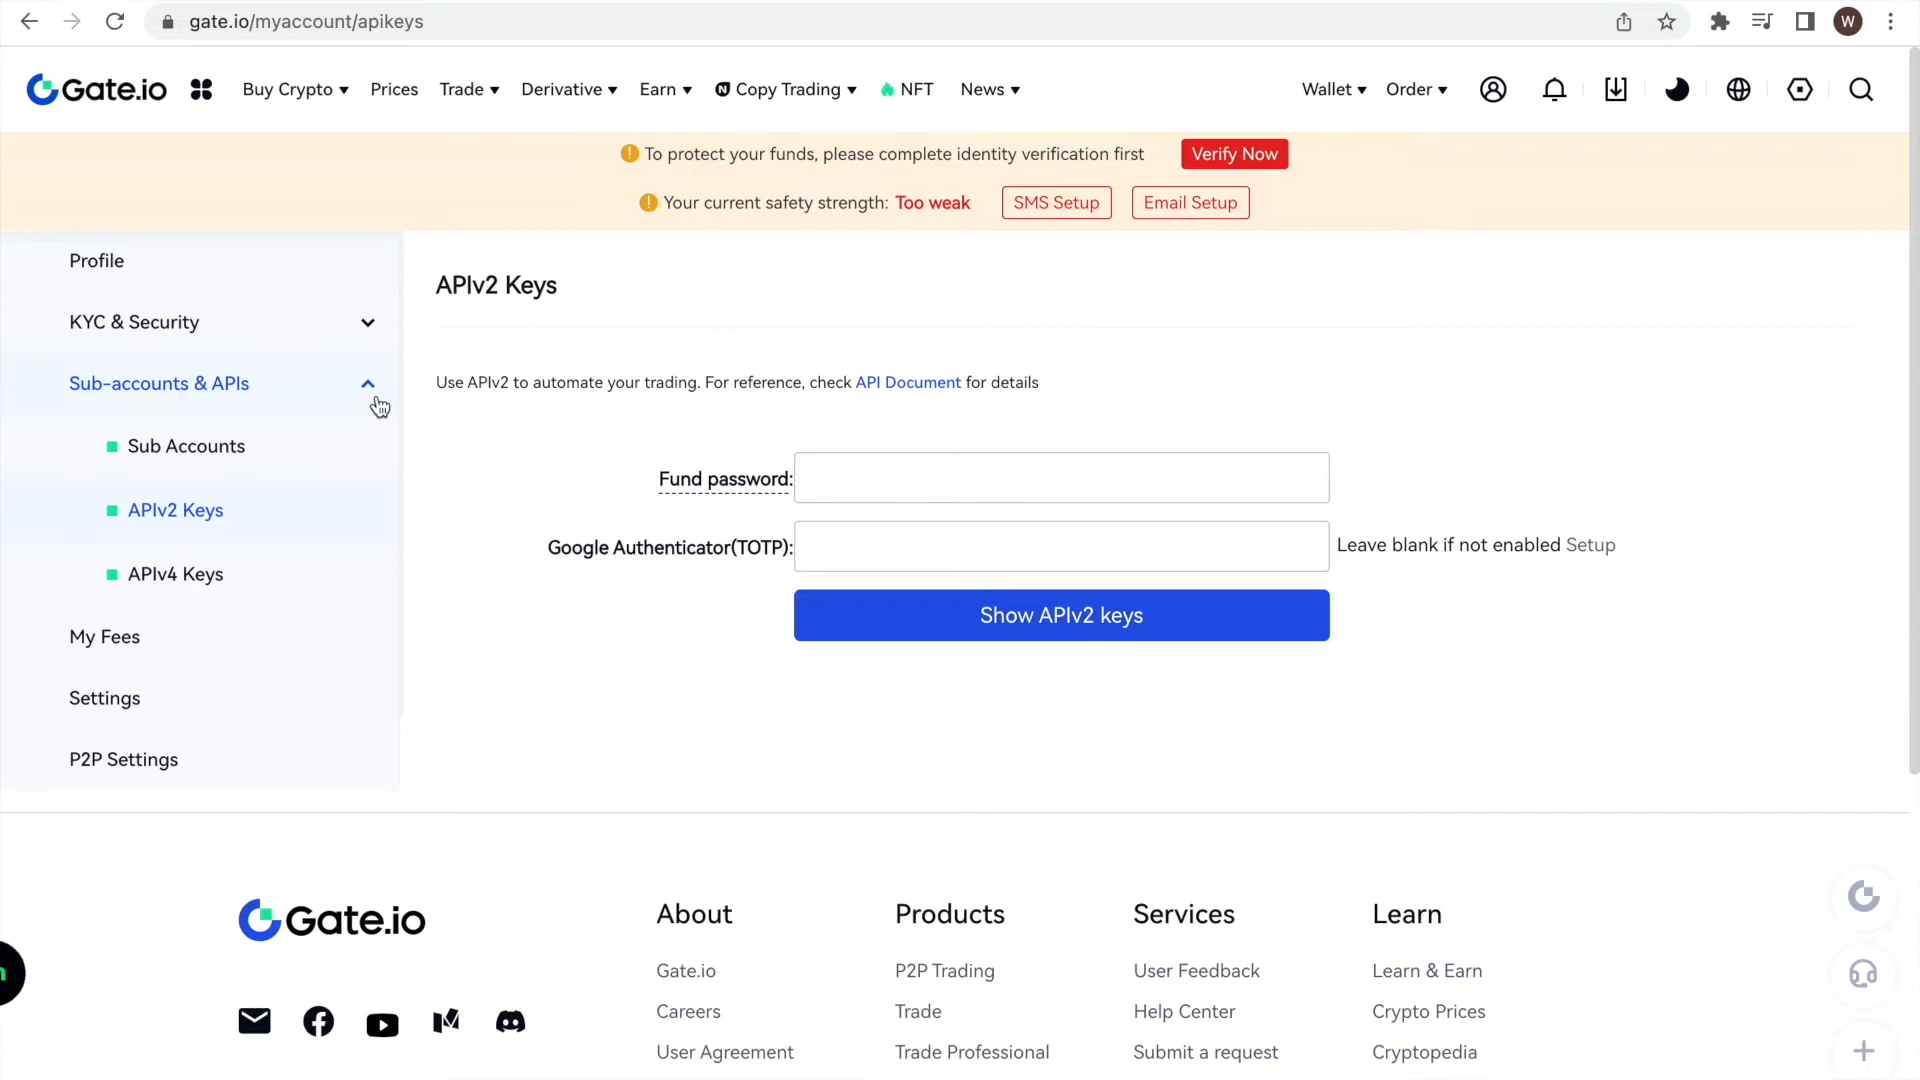 gate.io/myaccount/apikeys
W
Gate.io
Buy Crypto
Prices
Trade
Derivative
Earn
Copy Trading
NFT
News
Wallet
Order
To protect your funds, please complete identity verification first
Verify Now
Your current safety strength: Too weak
SMS Setup
Email Setup
Profile
KYC & Security
Sub-accounts & APIs
Sub Accounts
APIv2 Keys
APIv4 Keys
My Fees
Settings
P2P Settings
APIv2 Keys
Use APIv2 to automate your trading. For reference, check API Document for details
Fund password:
Google Authenticator(TOTP):
Leave blank if not enabled Setup
Show APIv2 keys
Gate.io
About
Gate.io
Careers
User Agreement
Products
P2P Trading
Trade
Trade Professional
Services
User Feedback
Help Center
Submit a request
Learn
Learn & Earn
Crypto Prices
Cryptopedia